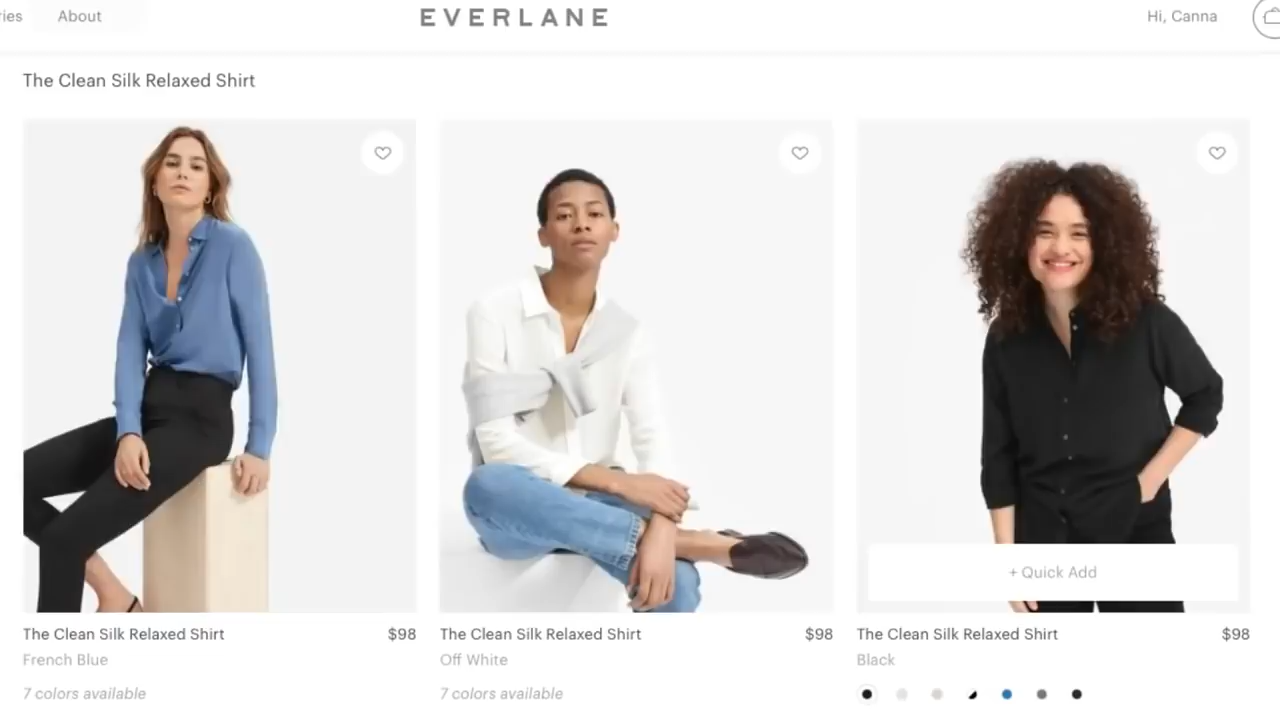 ries
About
EVERLANE
Hi, Canna
The Clean Silk Relaxed Shirt
+ Quick Add
The Clean Silk Relaxed Shirt $98
French Blue
7 colors available
The Clean Silk Relaxed Shirt $98
Off White
7 colors available
The Clean Silk Relaxed Shirt $98
Black